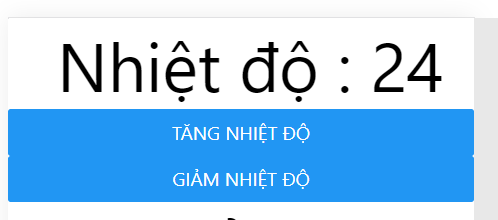 Nhiệt độ : 24
TĂNG NHIỆT ĐỘ
GIẢM NHIỆT ĐỘ